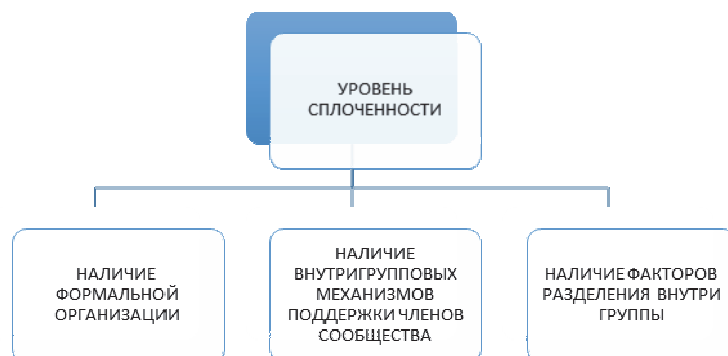 УРОВЕНЬ
СПЛОЧЕННОСТИ
НАЛИЧИЕ
ФОРМАЛЬНОЙ
ОРГАНИЗАЦИИ
НАЛИЧИЕ
ВНУТРИГРУППОВЫХ
МЕХАНИЗМОВ
ПОДДЕРЖКИ ЧЛЕНОВ
СООБЩЕСТВА
НАЛИЧИЕ ФАКТОРОВ
РАЗДЕЛЕНИЯ ВНУТРИ
ГРУППЫ